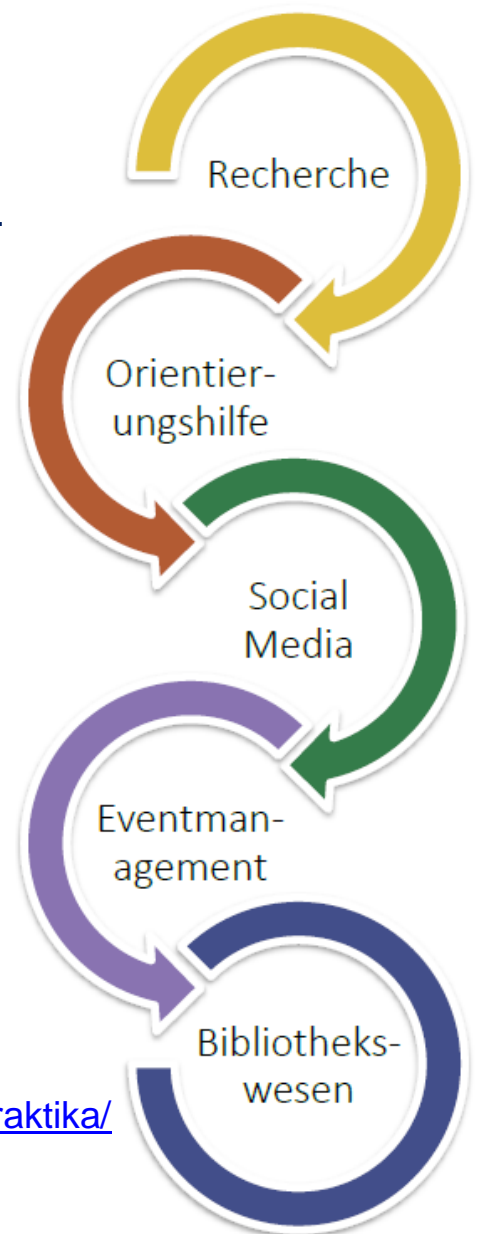 Recherche
Orientier-
ungshilfe
Social
Media
Eventman-
agement
Bibliotheks-
wesen
raktika/